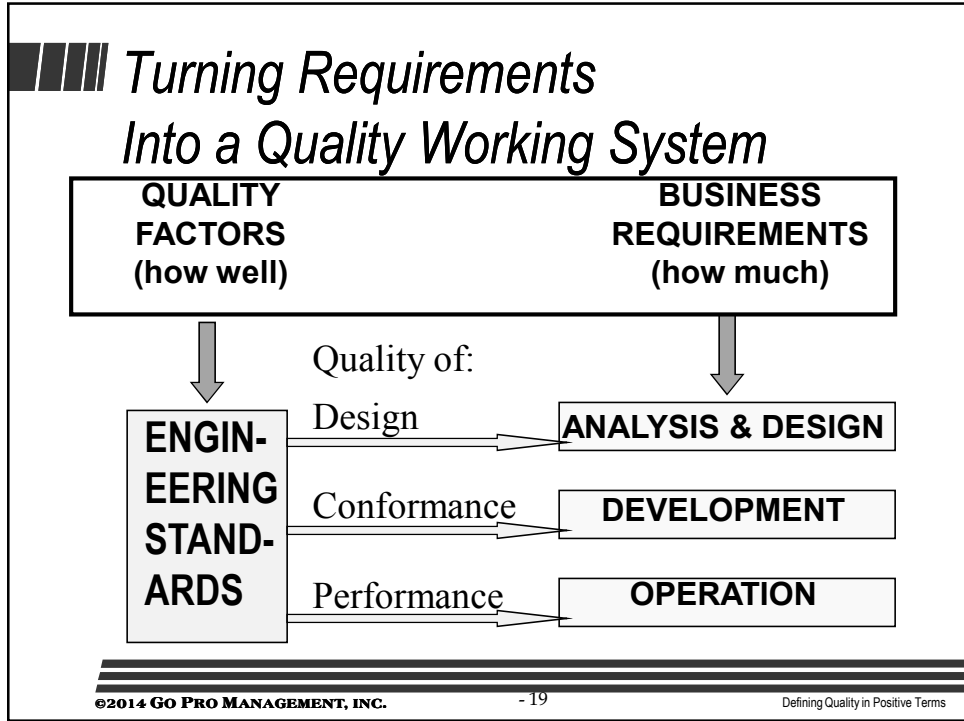 Turning Requirements
Into a Quality Working System
QUALITY
FACTORS
(how well)
BUSINESS
REQUIREMENTS
(how much)
Quality of:
ENGIN-
EERING
STAND-
ARDS
Design
ANALYSIS & DESIGN
Conformance
DEVELOPMENT
Performance
OPERATION
©2014 GO PRO MANAGEMENT, INC.
- 19
Defining Quality in Positive Terms